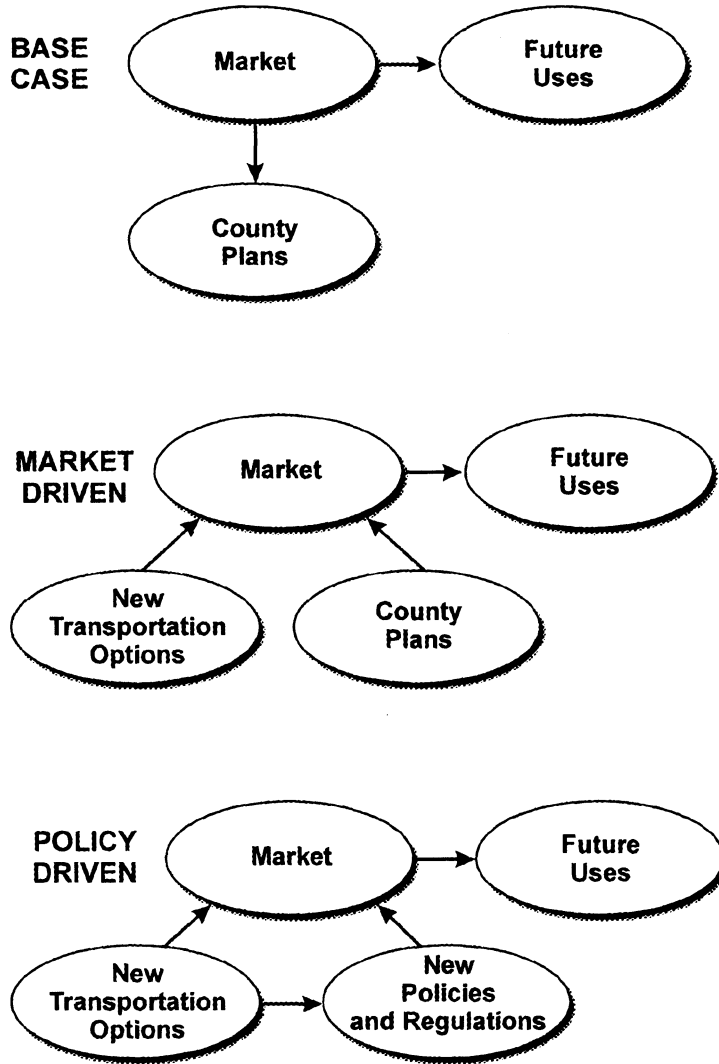 BASE
CASE
Market
Future
Uses
County
Plans
MARKET
DRIVEN
Market
Future
Uses
New
Transportation
Options
County
Plans
POLICY
DRIVEN
Market
Future
Uses
New
Transportation
Options
New
Policies
and Regulations